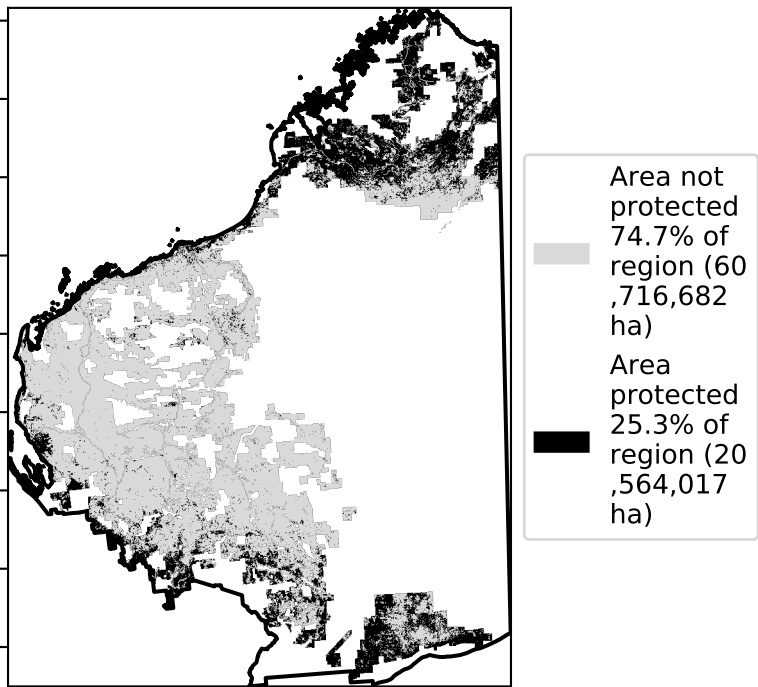 Area not
protected
74.7% of
region (60
,716,682
ha)
Area
protected
25.3% of
region (20
,564,017
ha)